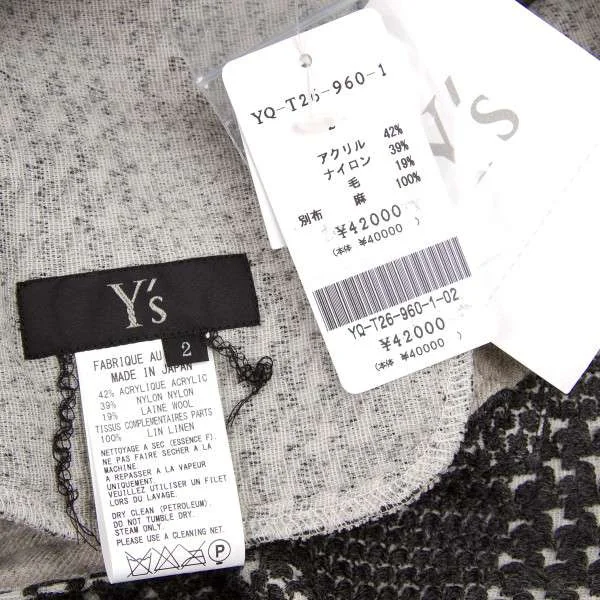 YQ-T26-960-1
2
アクリル 42%
ナイロン 39%
毛 19%
別布 麻 100%
¥42000
(本体 ¥40000)
YQ-T26-960-1-02
¥42000
(本体 ¥40000)
Y's
Y's
2
FABRIQUE AU
MADE IN JAPAN
42% ACRYLIQUE ACRYLIC
39% NYLON NYLON
19% LAINE WOOL
TISSUS COMPLEMENTAIRES PARTS
100% LIN LINEN
NETTOYAGE A SEC (ESSENCE F).
NE PAS FAIRE SECHER A LA
MACHINE
A REPASSER A LA VAPEUR
UNIQUEMENT
VEUILLEZ UTILISER UN FILET
LORS DU LAVAGE.
DRY CLEAN (PETROLEUM).
DO NOT TUMBLE DRY.
STEAM ONLY.
PLEASE USE A CLEANING NET.
P